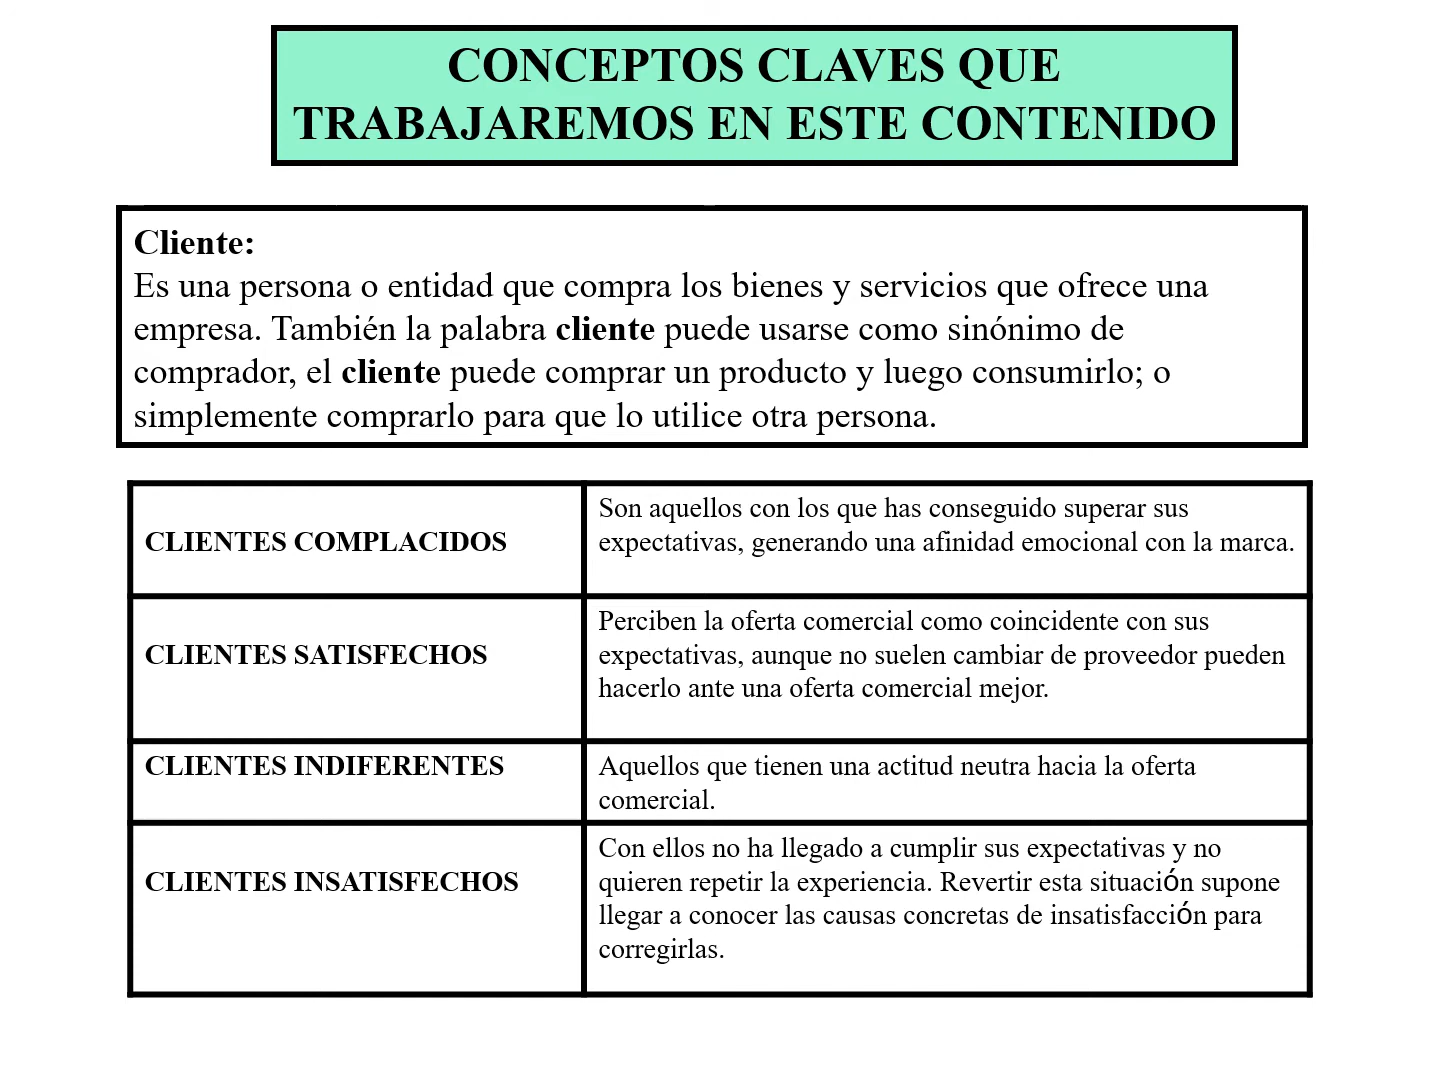 CONCEPTOS CLAVES QUE
TRABAJAREMOS EN ESTE CONTENIDO
Cliente:
Es una persona o entidad que compra los bienes y servicios que ofrece una
empresa. También la palabra cliente puede usarse como sinónimo de
comprador, el cliente puede comprar un producto y luego consumirlo; o
simplemente comprarlo para que lo utilice otra persona.
CLIENTES COMPLACIDOS
Son aquellos con los que has conseguido superar sus
expectativas, generando una afinidad emocional con la marca.
CLIENTES SATISFECHOS
Perciben la oferta comercial como coincidente con sus
expectativas, aunque no suelen cambiar de proveedor pueden
hacerlo ante una oferta comercial mejor.
CLIENTES INDIFERENTES
Aquellos que tienen una actitud neutra hacia la oferta
comercial.
CLIENTES INSATISFECHOS
Con ellos no ha llegado a cumplir sus expectativas y no
quieren repetir la experiencia. Revertir esta situación supone
llegar a conocer las causas concretas de insatisfacción para
corregirlas.